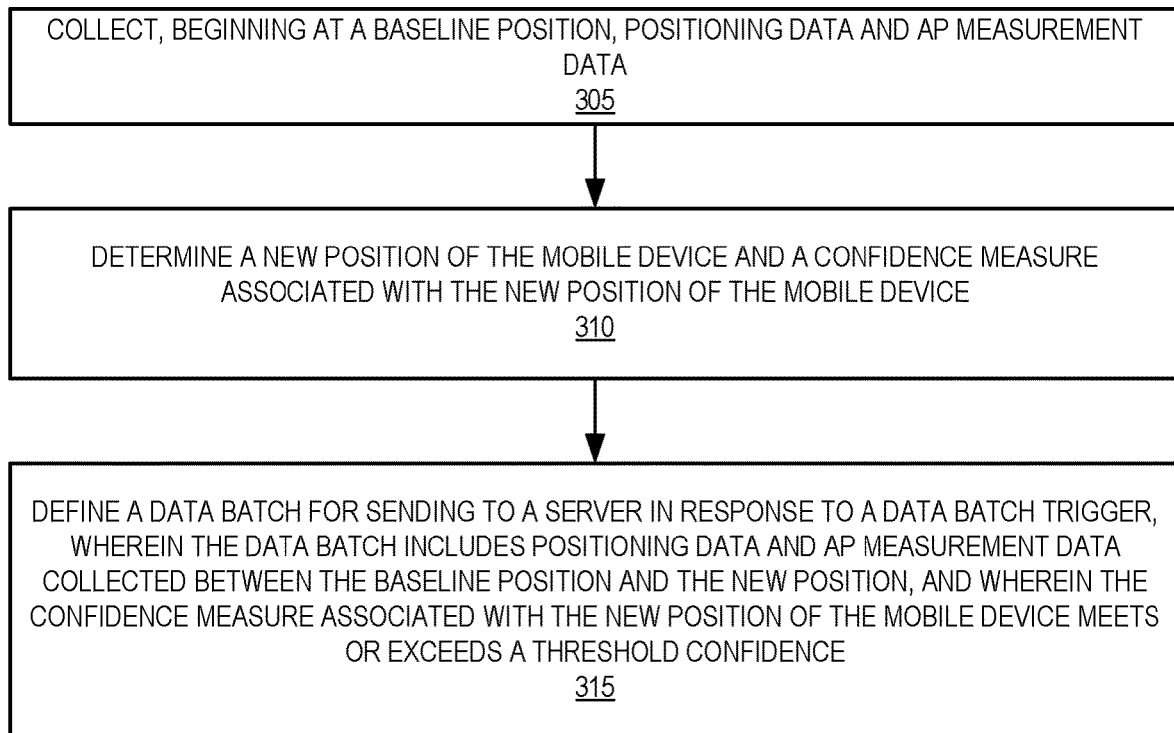 COLLECT, BEGINNING AT A BASELINE POSITION, POSITIONING DATA AND AP MEASUREMENT
DATA
305
DETERMINE A NEW POSITION OF THE MOBILE DEVICE AND A CONFIDENCE MEASURE
ASSOCIATED WITH THE NEW POSITION OF THE MOBILE DEVICE
310
DEFINE A DATA BATCH FOR SENDING TO A SERVER IN RESPONSE TO A DATA BATCH TRIGGER,
WHEREIN THE DATA BATCH INCLUDES POSITIONING DATA AND AP MEASUREMENT DATA
COLLECTED BETWEEN THE BASELINE POSITION AND THE NEW POSITION, AND WHEREIN THE
CONFIDENCE MEASURE ASSOCIATED WITH THE NEW POSITION OF THE MOBILE DEVICE MEETS
OR EXCEEDS A THRESHOLD CONFIDENCE
315